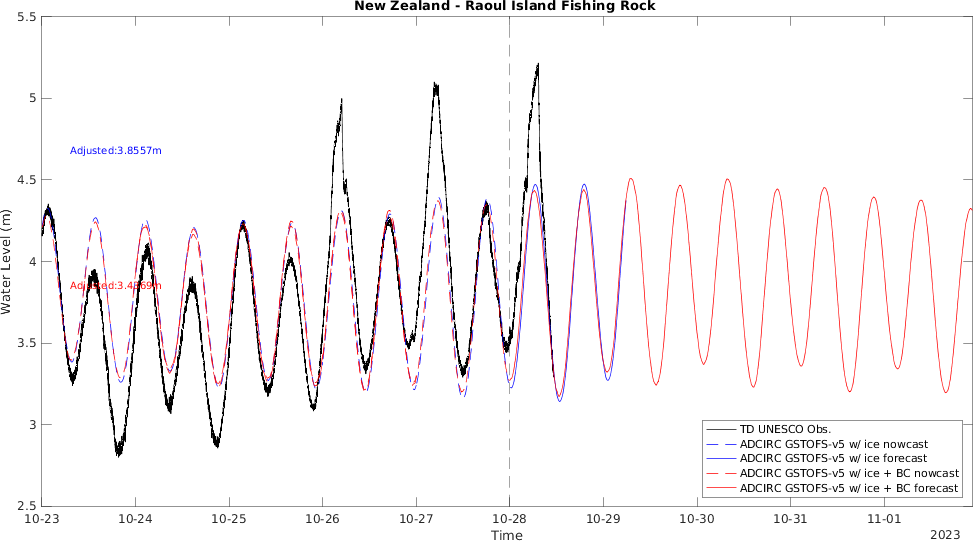 New Zealand - Raoul Island Fishing Rock
5.5
5
4.5
4
3.5
3
2.5
Water Level (m)
Adjusted:3.8557m
TD UNESCO Obs.
ADCIRC GSTOFS-v5 w/ ice nowcast
ADCIRC GSTOFS-v5 w/ ice forecast
ADCIRC GSTOFS-v5 w/ ice + BC nowcast
ADCIRC GSTOFS-v5 w/ ice + BC forecast
10-23 10-24 10-25 10-26 10-27 10-28 10-29 10-30 10-31 11-01
Time
2023